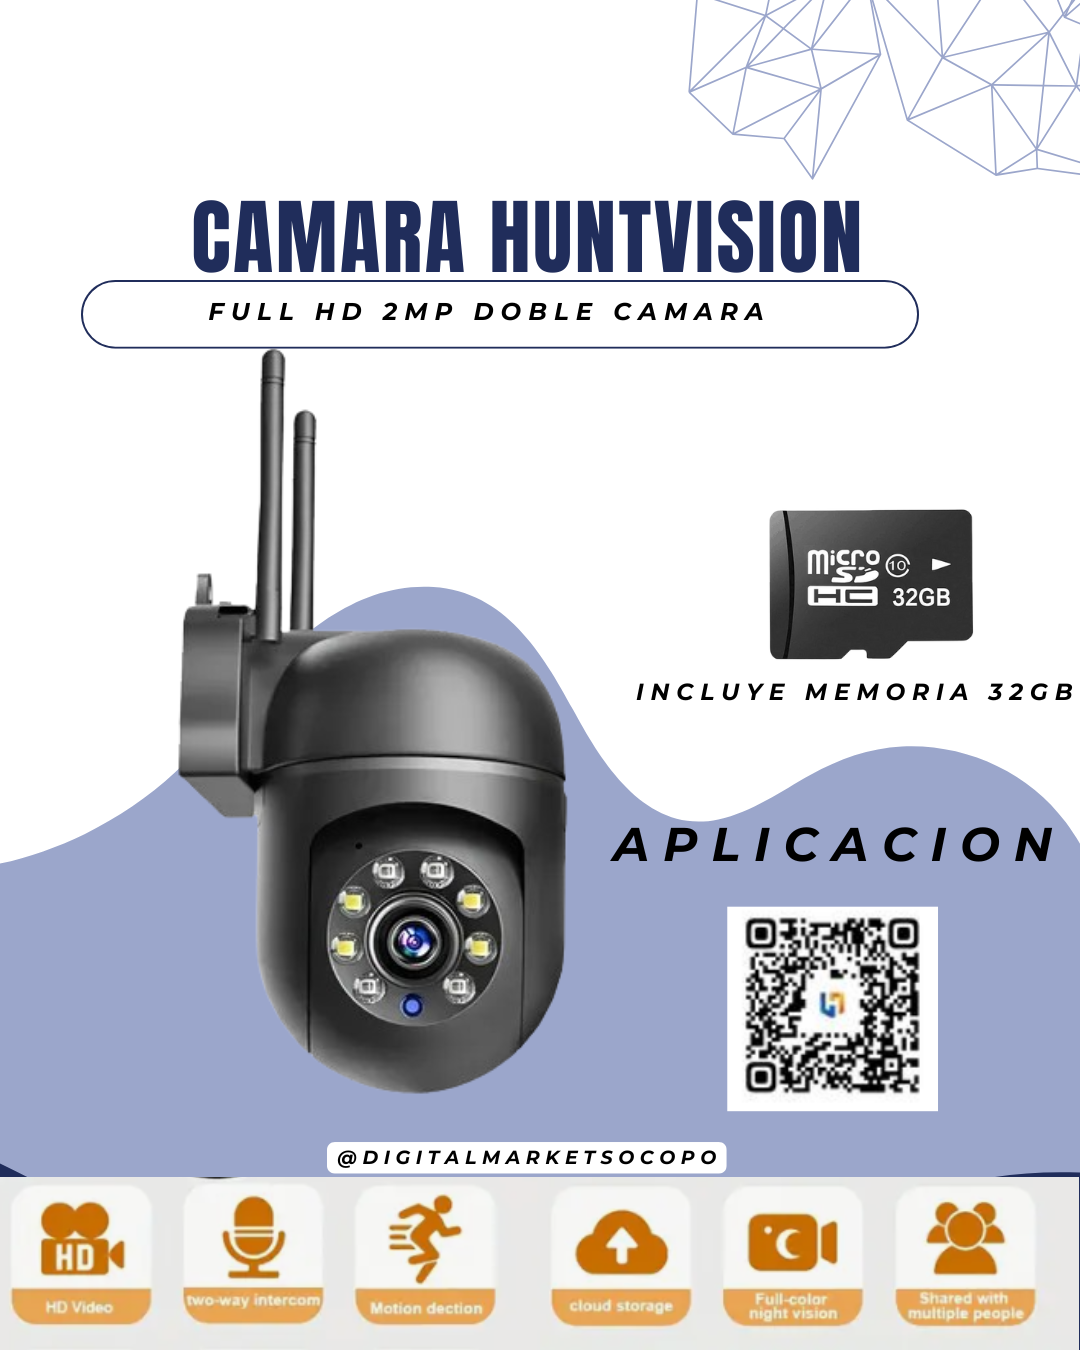 CAMARA HUNTVISION
FULL HD 2MP DOBLE CAMARA
micro
SD
HC
10
32GB
INCLUYE MEMORIA 32GB
APLICACION
@DIGITALMARKETSOCOPO
HD
HD Video
two-way intercom
Motion dection
cloud storage
Full-color
night vision
Shared with
multiple people